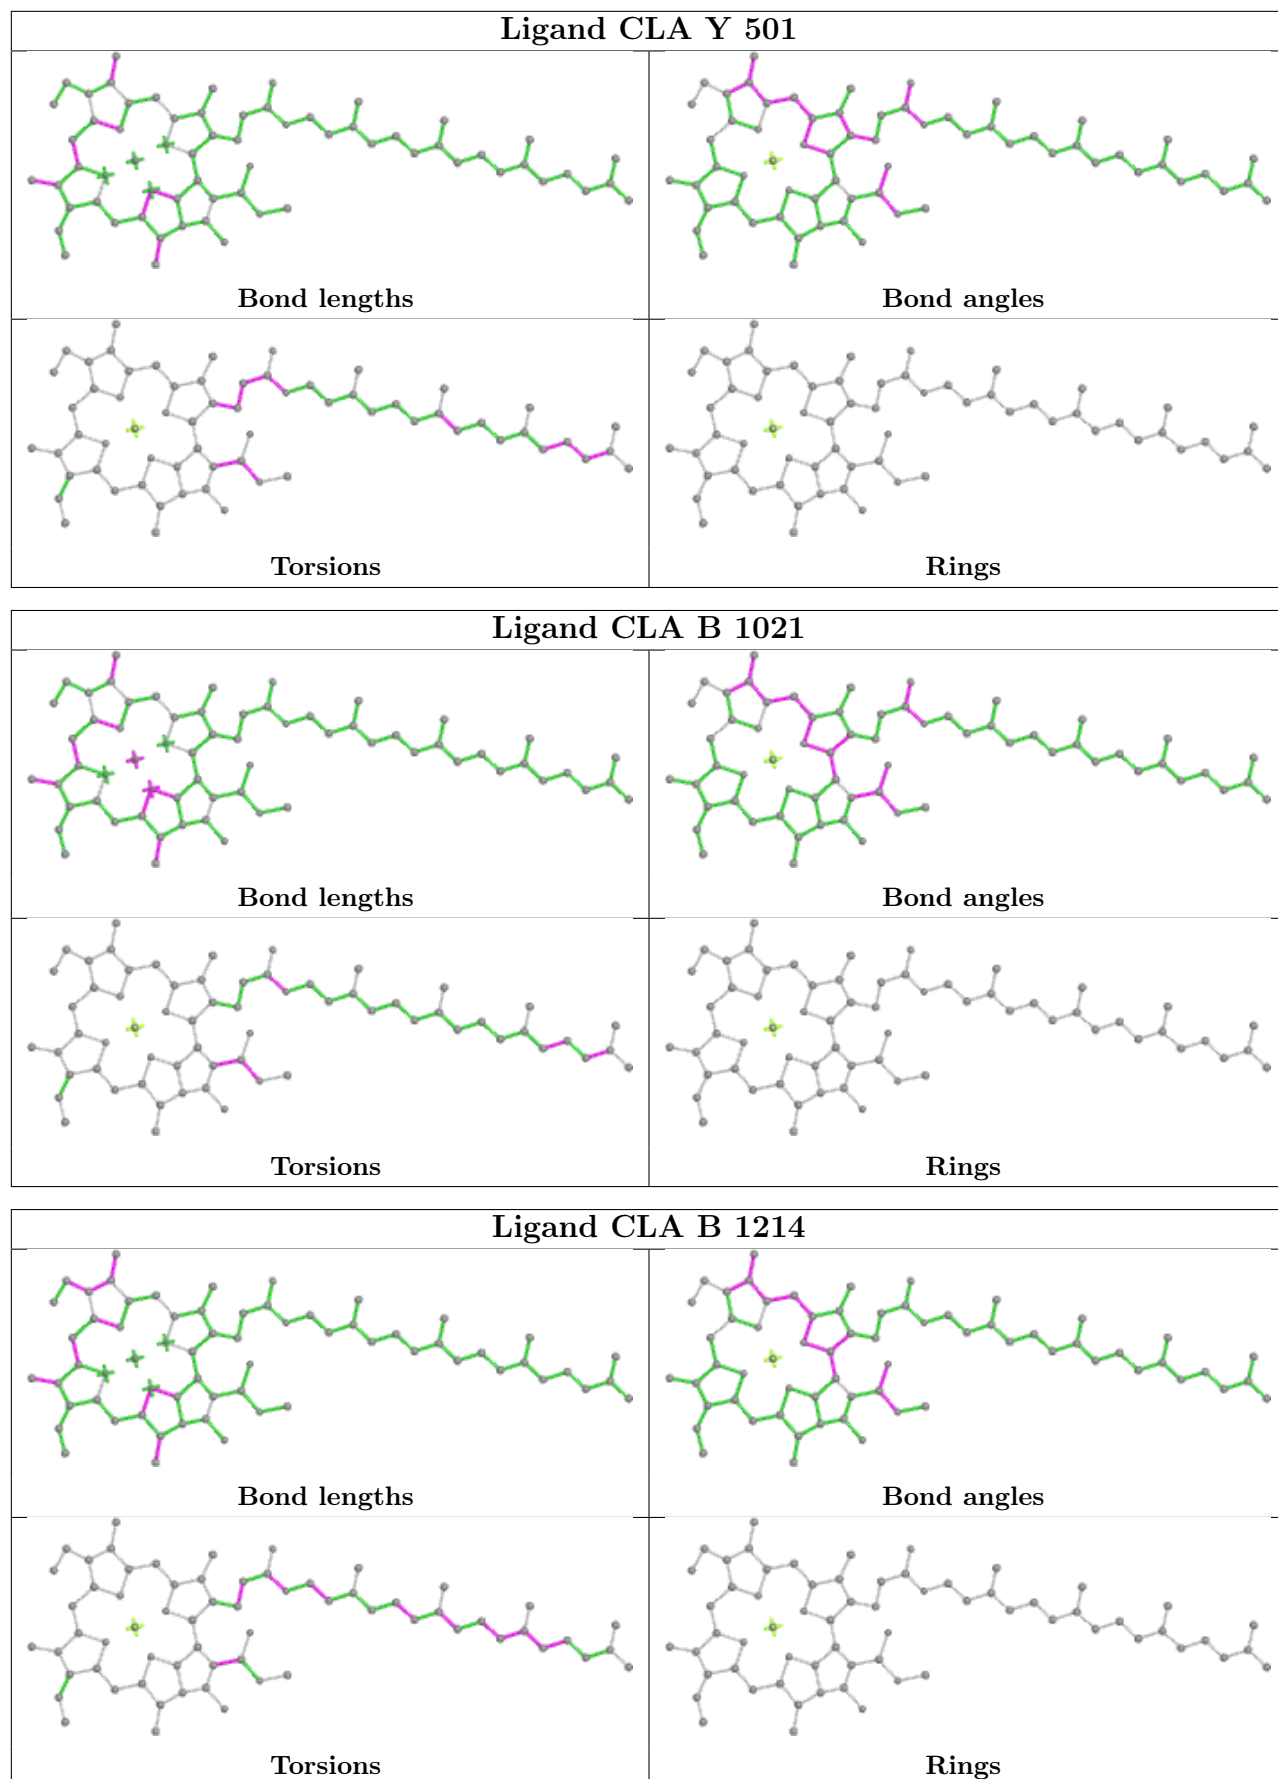 Ligand CLA Y 501
Bond lengths
Bond angles
Torsions
Rings
Ligand CLA B 1021
Bond lengths
Bond angles
Torsions
Rings
Ligand CLA B 1214
Bond lengths
Bond angles
Torsions
Rings